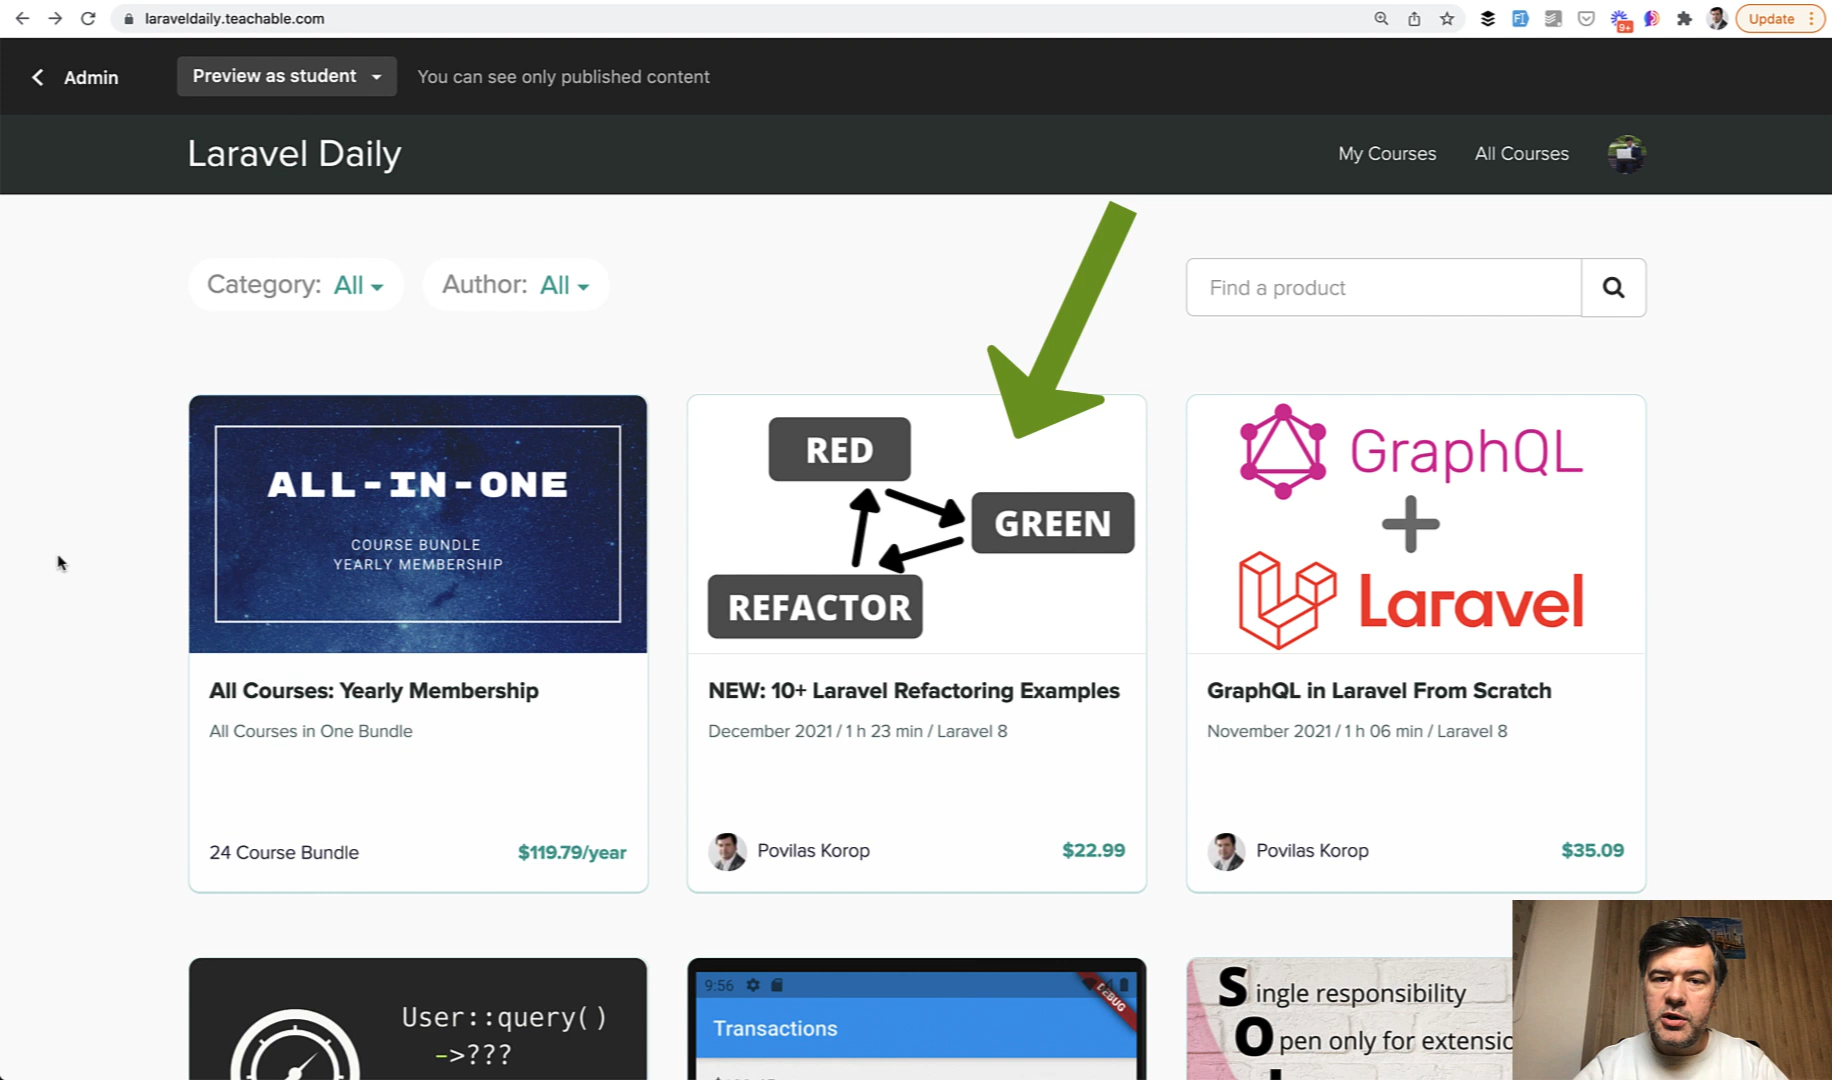 laraveldaily.teachable.com
9+
Update
Admin
Preview as student
You can see only published content
Laravel Daily
My Courses
All Courses
Category: All
Author: All
Find a product
ALL-IN-ONE
COURSE BUNDLE
YEARLY MEMBERSHIP
All Courses: Yearly Membership
All Courses in One Bundle
24 Course Bundle
$119.79/year
RED
GREEN
REFACTOR
NEW: 10+ Laravel Refactoring Examples
December 2021 / 1 h 23 min / Laravel 8
Povilas Korop
$22.99
GraphQL
+
Laravel
GraphQL in Laravel From Scratch
November 2021 / 1 h 06 min / Laravel 8
Povilas Korop
$35.09
User::query()
->???
9:56
DEBUG
Transactions
Single responsibility
Open only for extensio